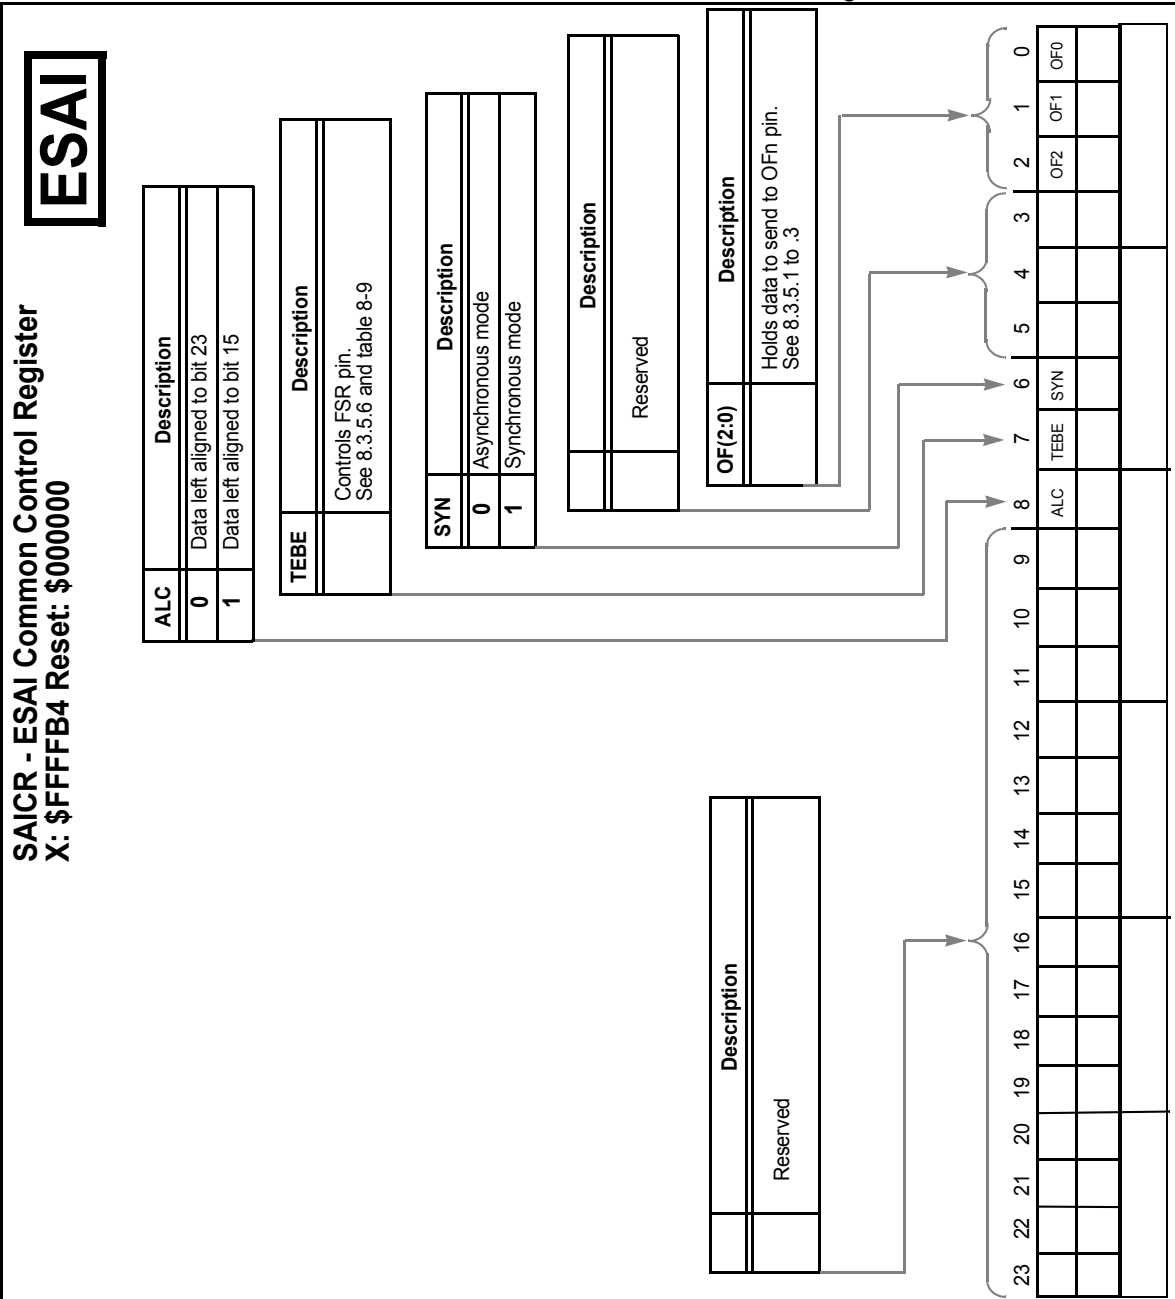 SAICR - ESAI Common Control Register
X: $FFFFB4 Reset: $000000
ESAI
ALC Description
0 Data left aligned to bit 23
1 Data left aligned to bit 15
TEBE Description
Controls FSR pin.
See 8.3.5.6 and table 8-9
SYN Description
0 Asynchronous mode
1 Synchronous mode
Description
Reserved
OF(2:0) Description
Holds data to send to OFn pin.
See 8.3.5.1 to .3
Description
Reserved
23 22 21 20 19 18 17 16 15 14 13 12 11 10 9 8 7 6 5 4 3 2 1 0
ALC TEBE SYN OF2 OF1 OF0